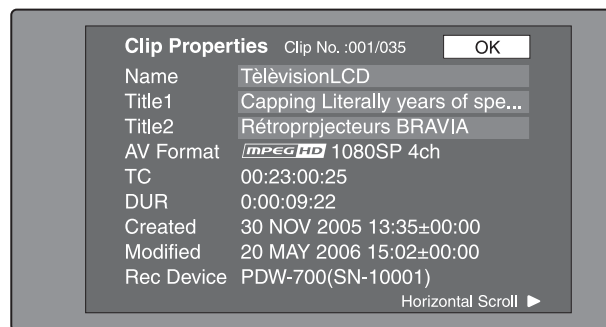 Clip Properties Clip No. :001/035 OK
Name TèlèvisionLCD
Title1 Capping Literally years of spe...
Title2 Rétroprpjecteurs BRAVIA
AV Format MPEG HD 1080SP 4ch
TC 00:23:00:25
DUR 0:00:09:22
Created 30 NOV 2005 13:35±00:00
Modified 20 MAY 2006 15:02±00:00
Rec Device PDW-700(SN-10001)
Horizontal Scroll ▶